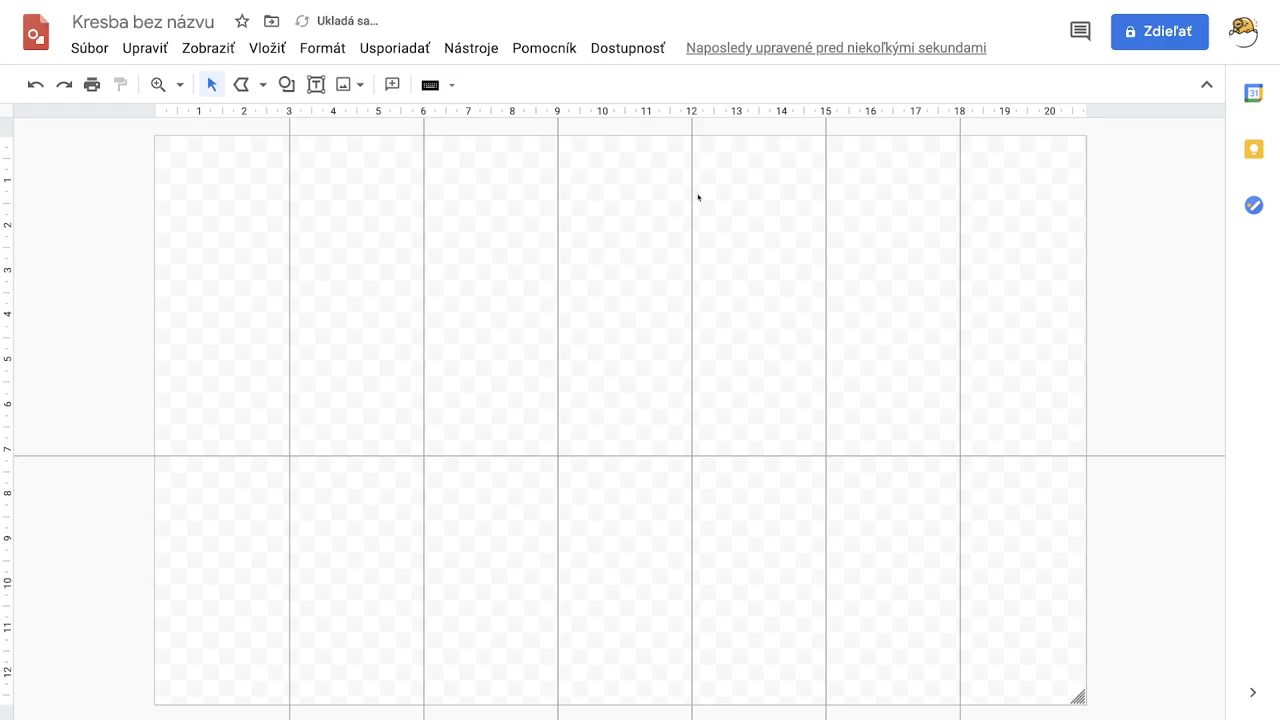 Kresba bez názvu
Ukladá sa...
Súbor Upraviť Zobraziť Vložiť Formát Usporiadať Nástroje Pomocník Dostupnosť Naposledy upravené pred niekoľkými sekundami
Zdieľať
31
1 2 3 4 5 6 7 8 9 10 11 12 13 14 15 16 17 18 19 20
1
2
3
4
5
6
7
8
9
10
11
12